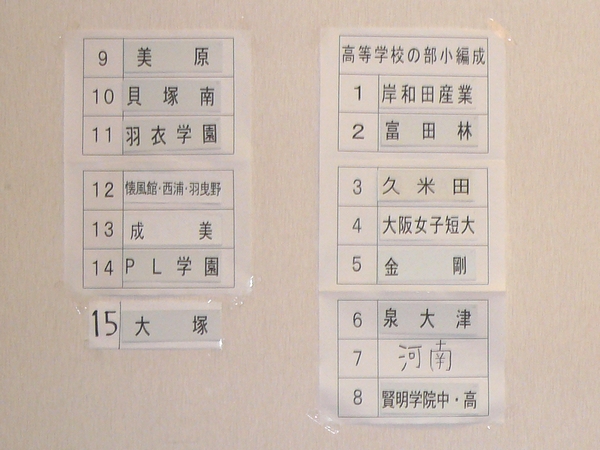 高等学校の部小編成
1 岸和田産業
2 富田林
3 久米田
4 大阪女子短大
5 金剛
6 泉大津
7 河南
8 賢明学院中・高
9 美原
10 貝塚南
11 羽衣学園
12 懐風館・西浦・羽曳野
13 成美
14 PL学園
15 大塚